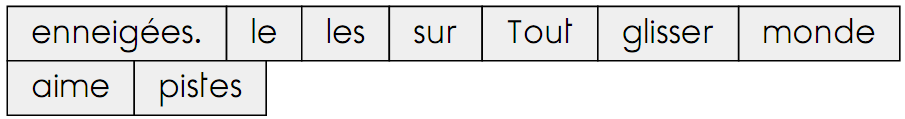 enneigées. le les sur Tout glisser monde
aime pistes